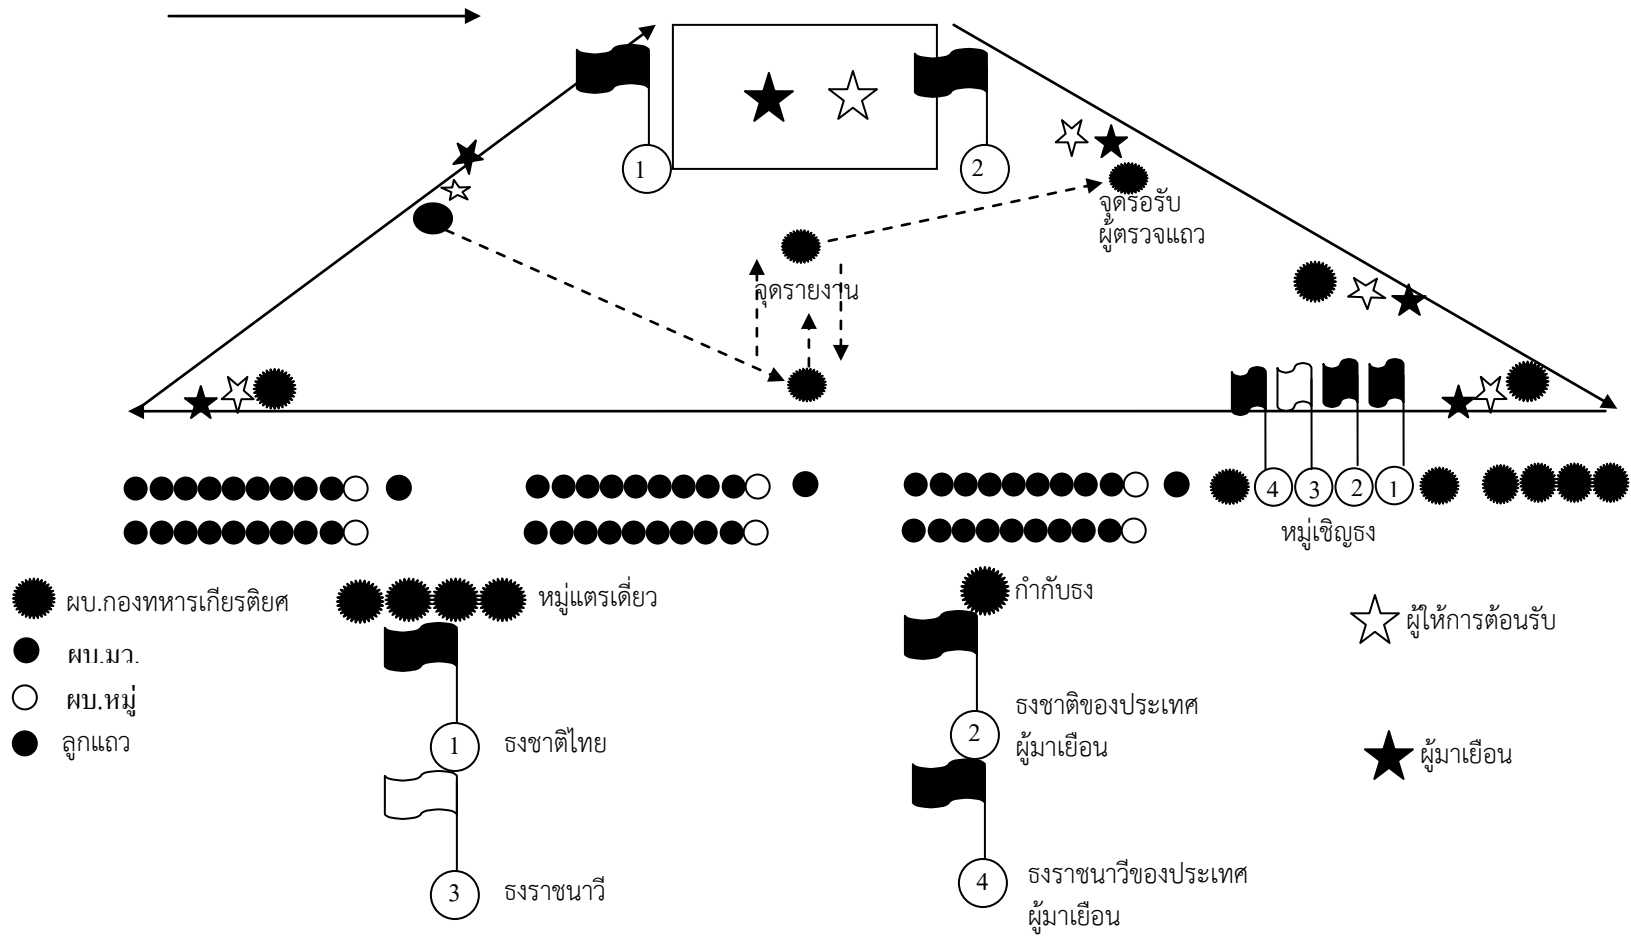 1
2
จุดรอรับ
ผู้ตรวจแถว
จุดรายงาน
4 3 2 1
หมู่เชิญธง
ผบ.กองทหารเกียรติยศ
หมู่แตรเดี่ยว
กำกับธง
ผู้ให้การต้อนรับ
ผบ.มว.
ผบ.หมู่
ลูกแถว
1
ธงชาติไทย
2
ธงชาติของประเทศ
ผู้มาเยือน
ผู้มาเยือน
3
ธงราชนาวี
4
ธงราชนาวีของประเทศ
ผู้มาเยือน